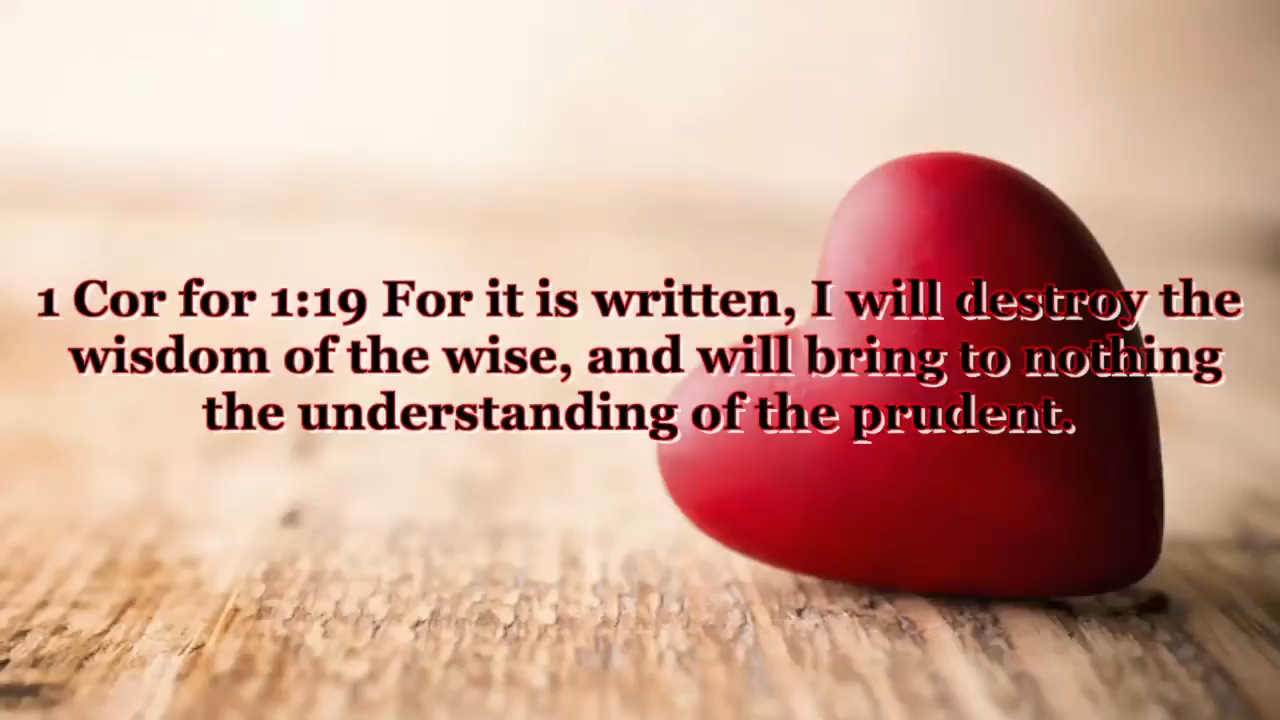 1 Cor for 1:19 For it is written, I will destroy the
wisdom of the wise, and will bring to nothing
the understanding of the prudent.